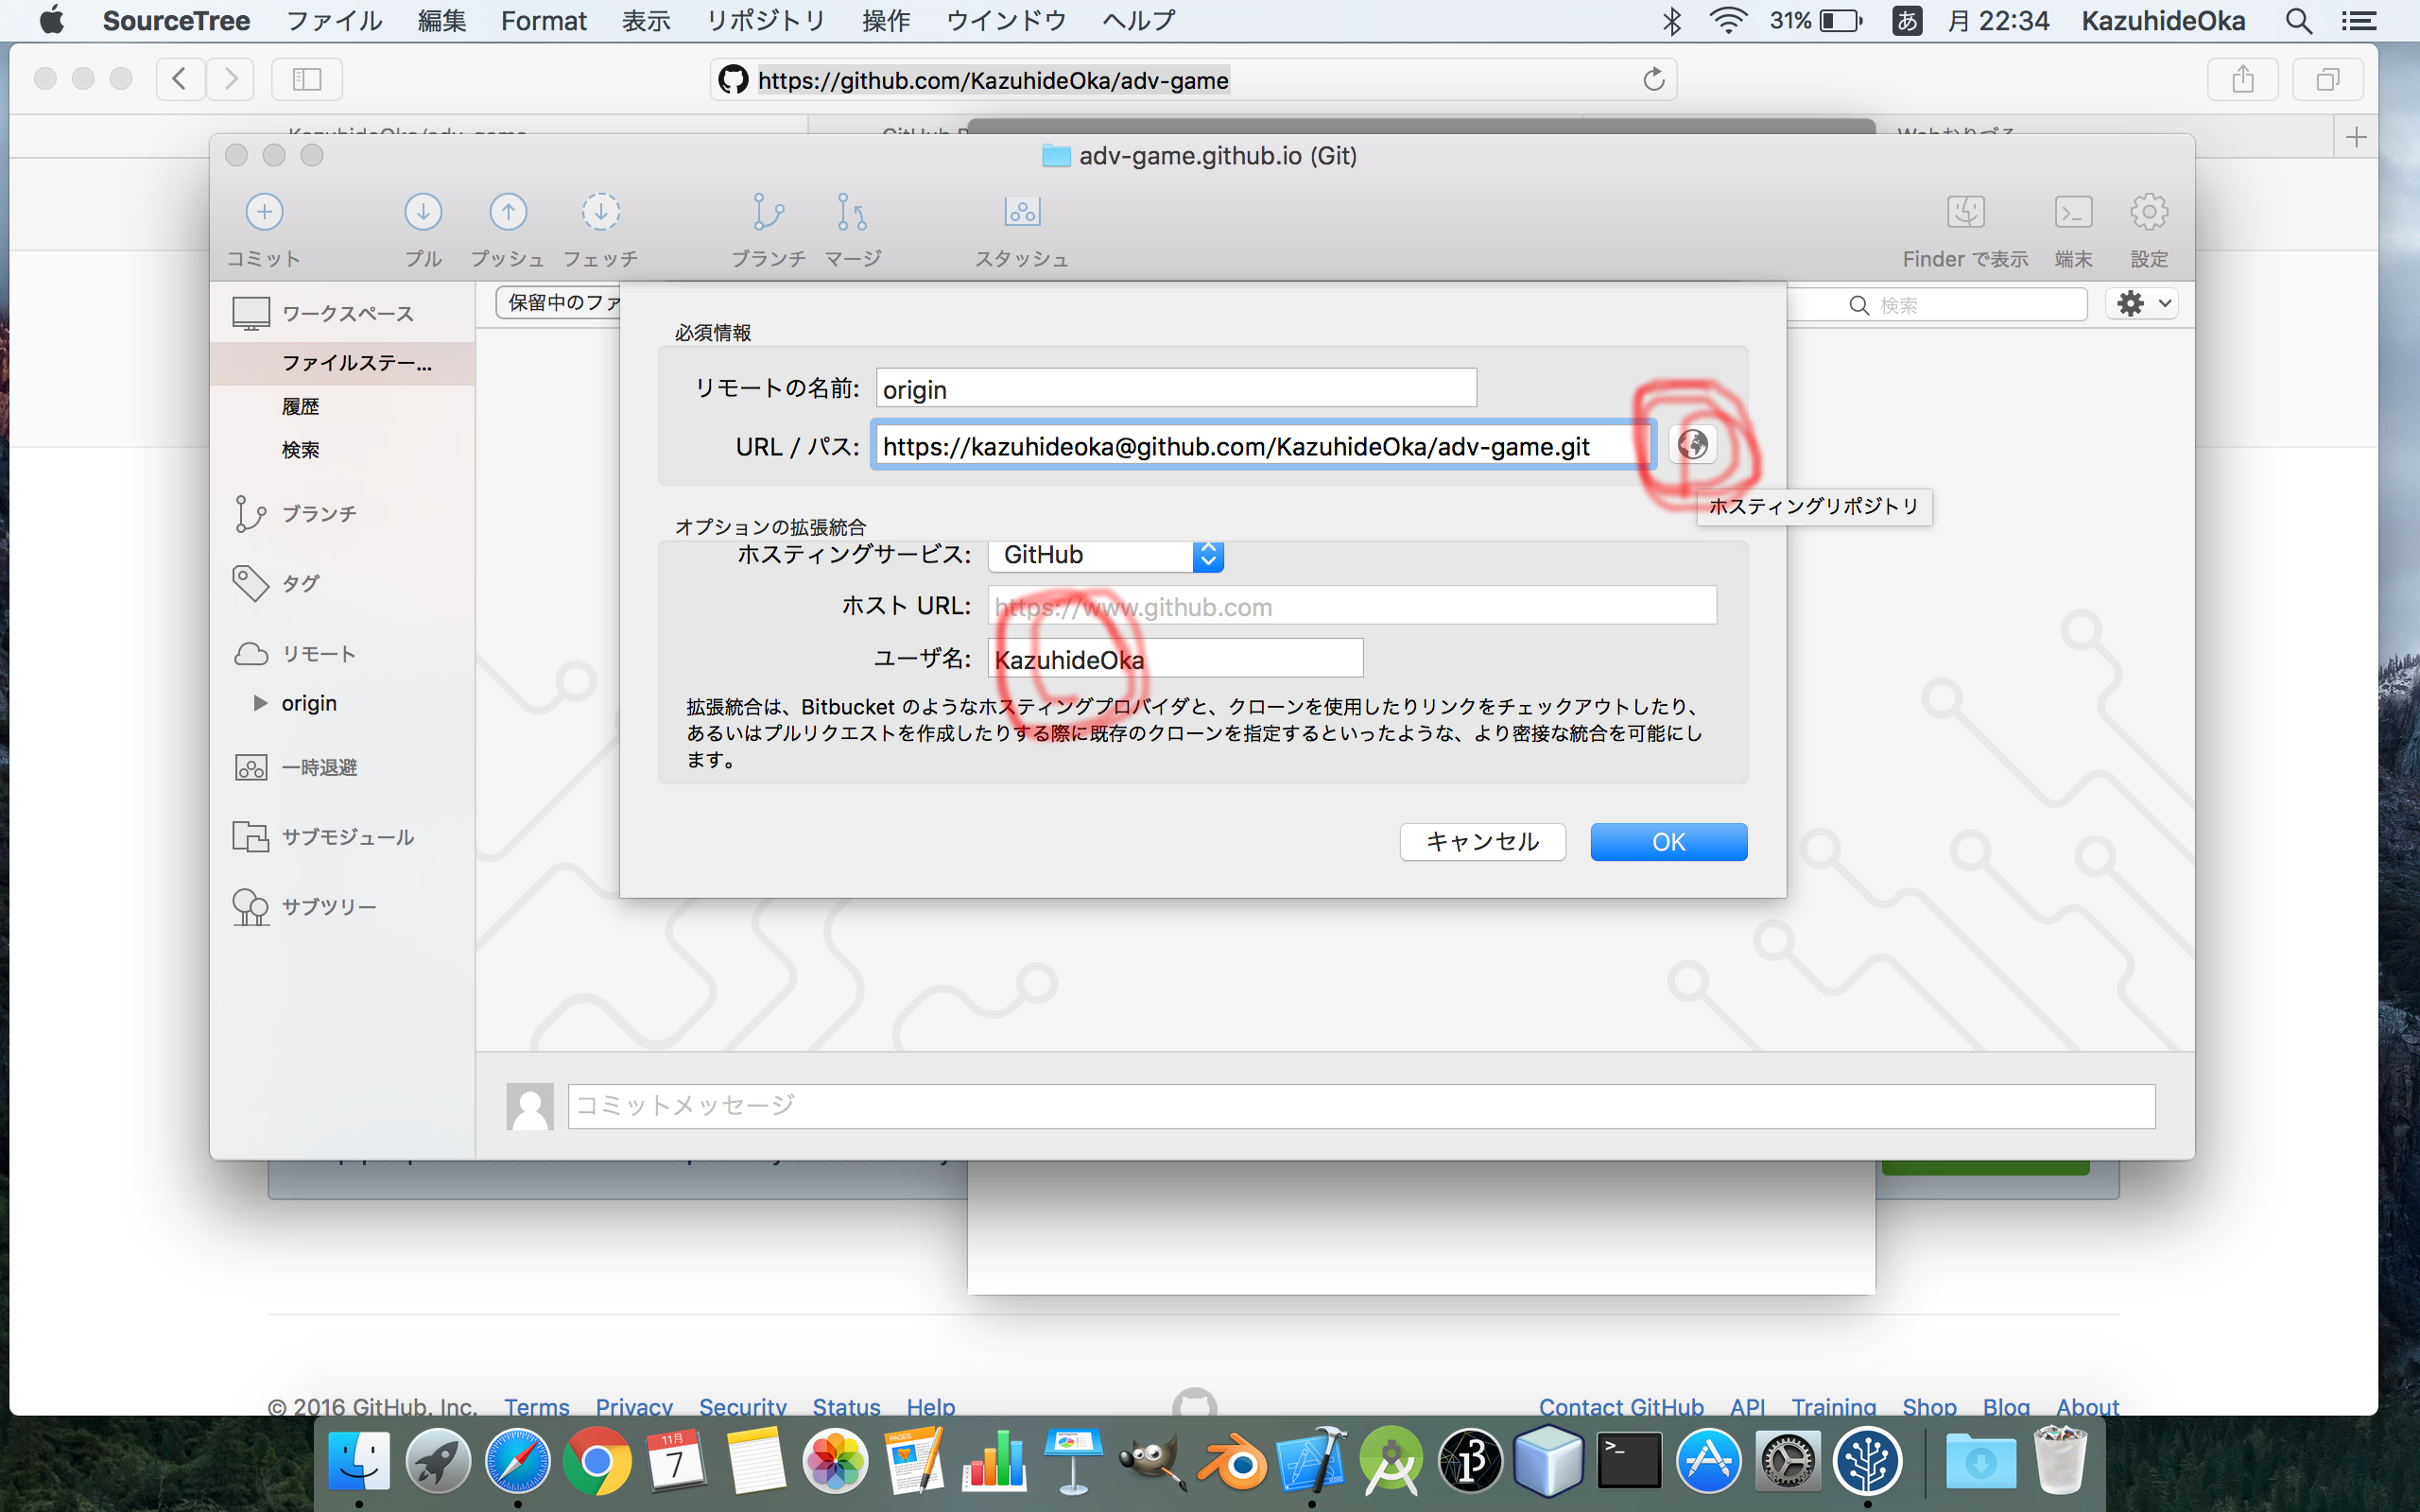 SourceTree ファイル 編集 Format 表示 リポジトリ 操作 ウインドウ ヘルプ 31% あ 月 22:34 KazuhideOka
https://github.com/KazuhideOka/adv-game
KazuhideOka/adv-game
adv-game.github.io (Git)
コミット プル プッシュ フェッチ ブランチ マージ スタッシュ Finder で表示 端末 設定
ワークスペース
ファイルステー...
履歴
検索
ブランチ
タグ
リモート
origin
一時退避
サブモジュール
サブツリー
保留中のファ
検索
必須情報
リモートの名前: origin
URL / パス: https://kazuhideoka@github.com/KazuhideOka/adv-game.git
ホスティングリポジトリ
オプションの拡張統合
ホスティングサービス: GitHub
ホスト URL: https://www.github.com
ユーザ名: KazuhideOka
拡張統合は、Bitbucket のようなホスティングプロバイダと、クローンを使用したりリンクをチェックアウトしたり、
あるいはプルリクエストを作成したりする際に既存のクローンを指定するといったような、より密接な統合を可能にし
ます。
キャンセル OK
コミットメッセージ
© 2016 GitHub, Inc. Terms Privacy Security Status Help Contact GitHub API Training Shop Blog About
11月
7
PAGES
13